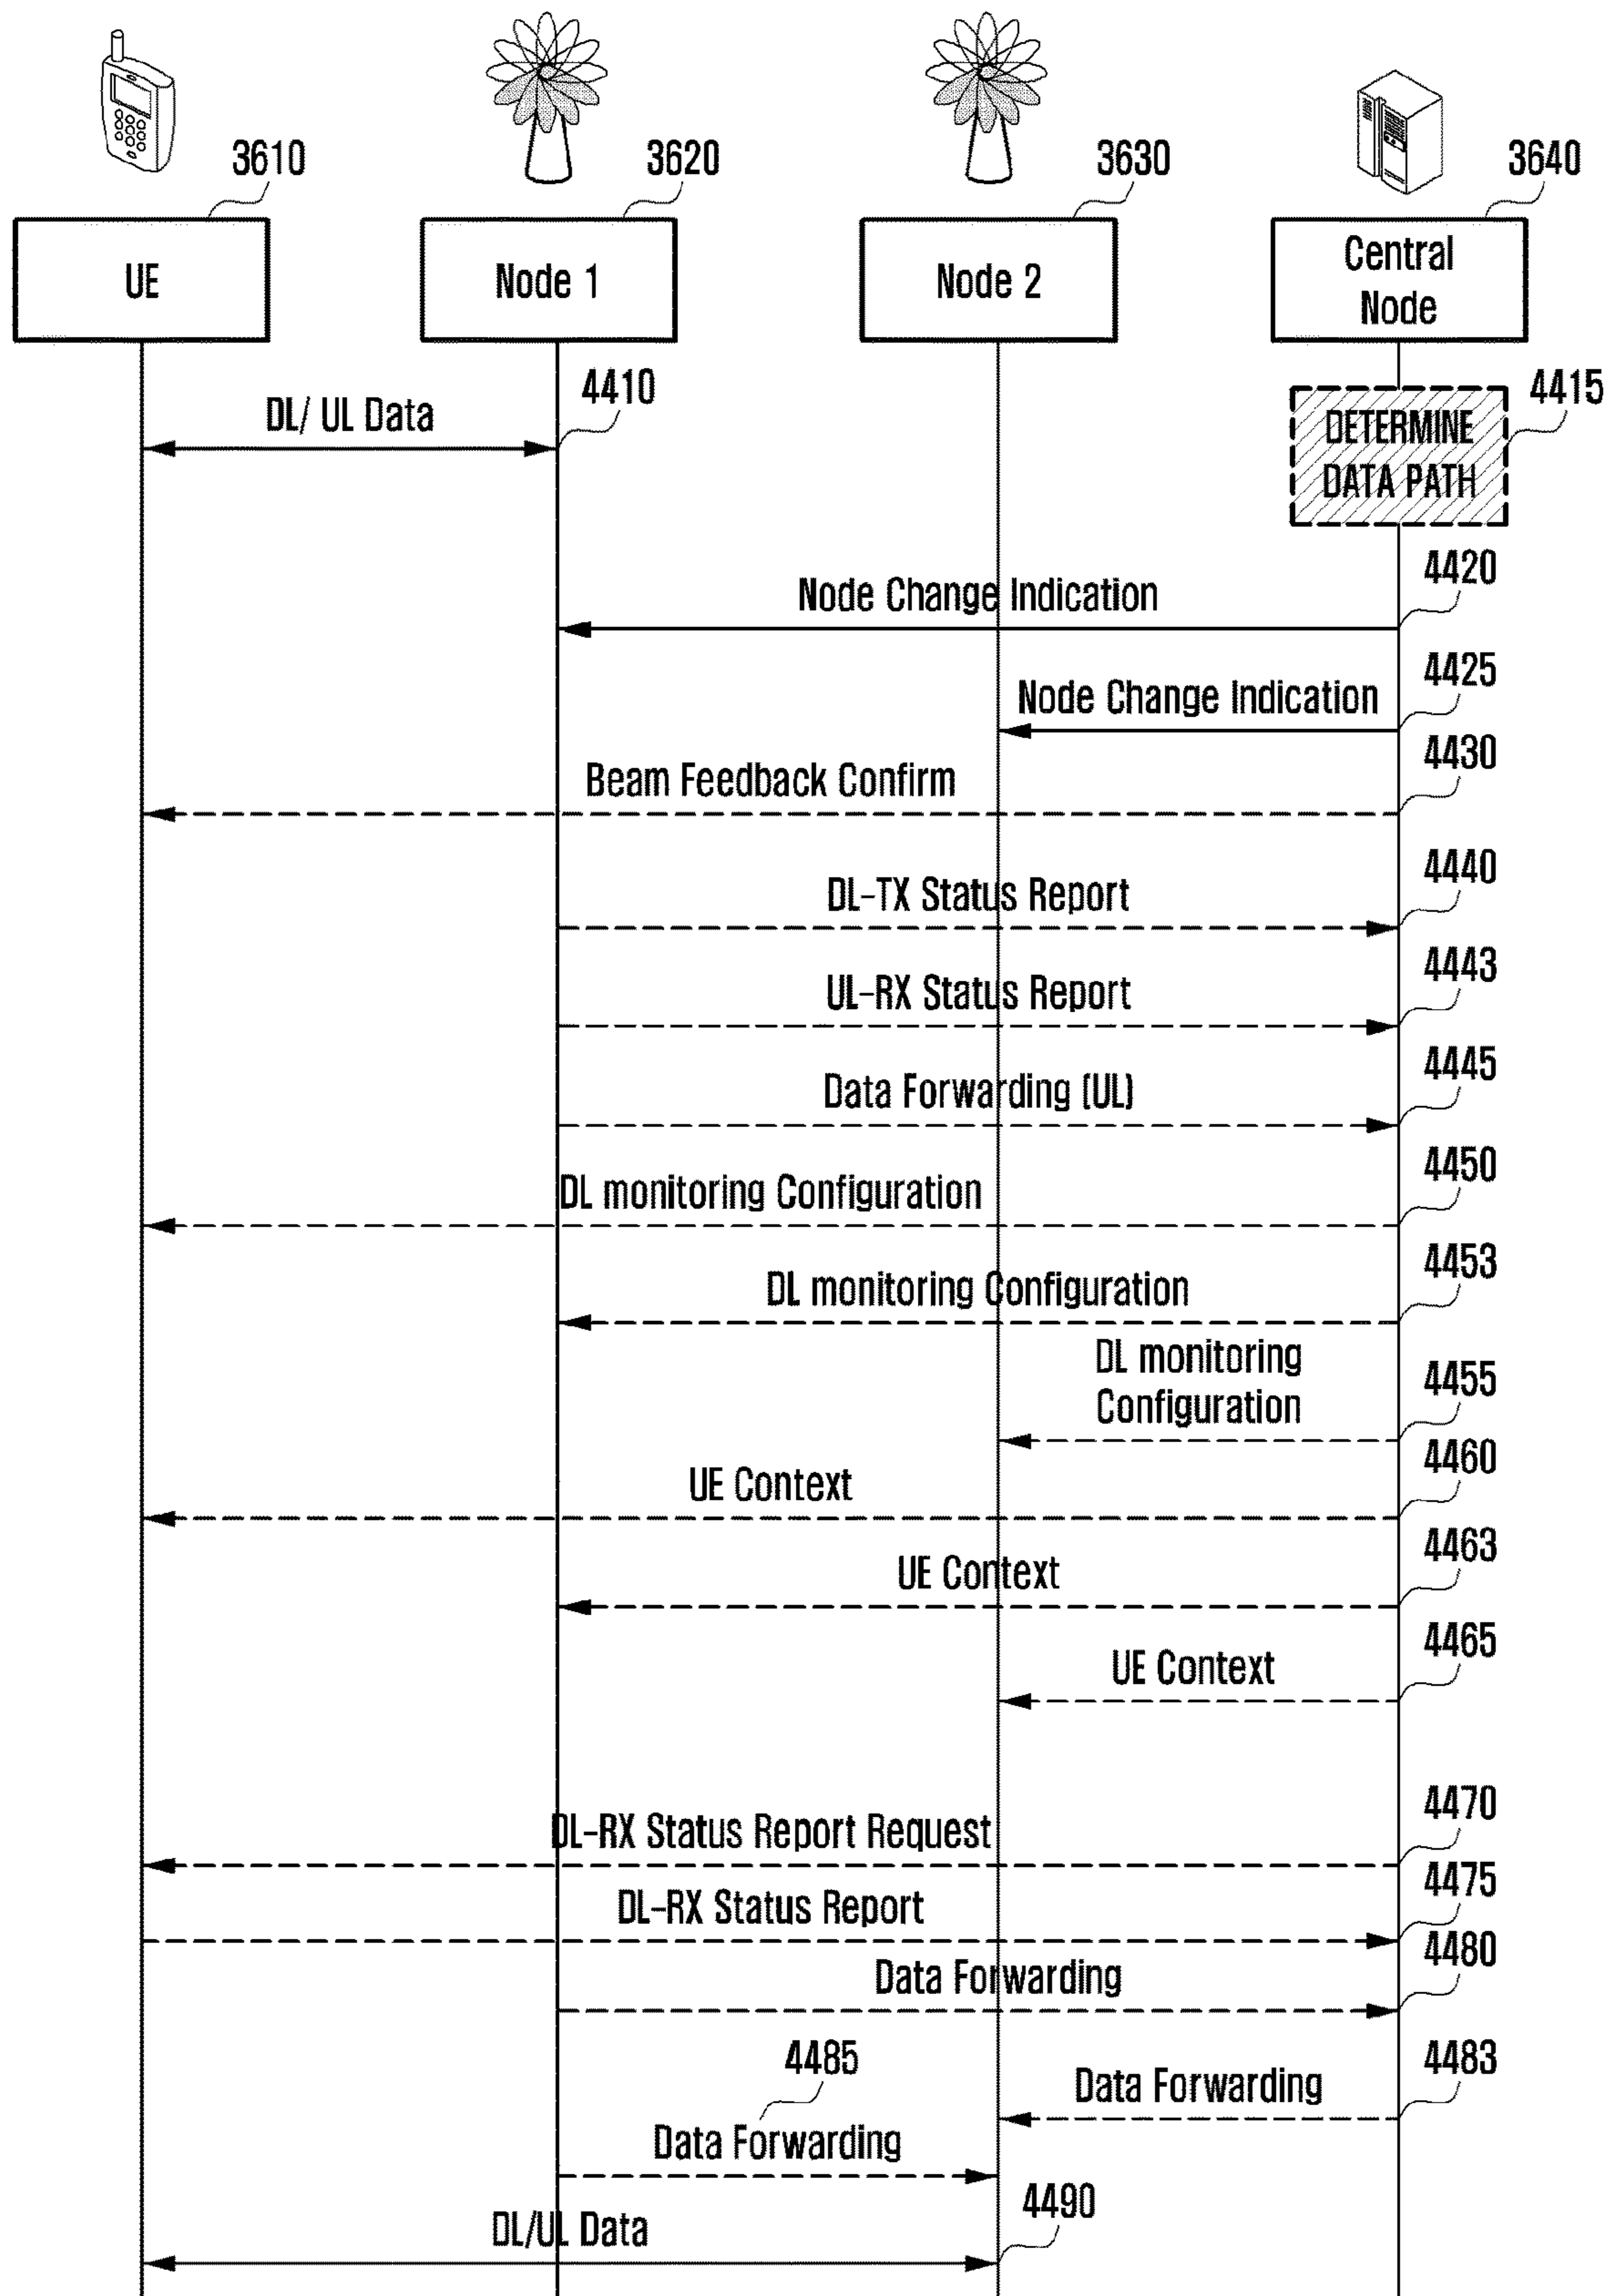 3610
3620
3630
3640
UE
Node 1
Node 2
Central
Node
DL/ UL Data
4410
4415
DETERMINE
DATA PATH
4420
Node Change Indication
4425
Node Change Indication
4430
Beam Feedback Confirm
4440
DL-TX Status Report
4443
UL-RX Status Report
4445
Data Forwarding (UL)
4450
DL monitoring Configuration
4453
DL monitoring Configuration
4455
DL monitoring
Configuration
4460
UE Context
4463
UE Context
4465
UE Context
4470
DL-RX Status Report Request
4475
DL-RX Status Report
4480
Data Forwarding
4483
Data Forwarding
4485
Data Forwarding
4490
DL/UL Data